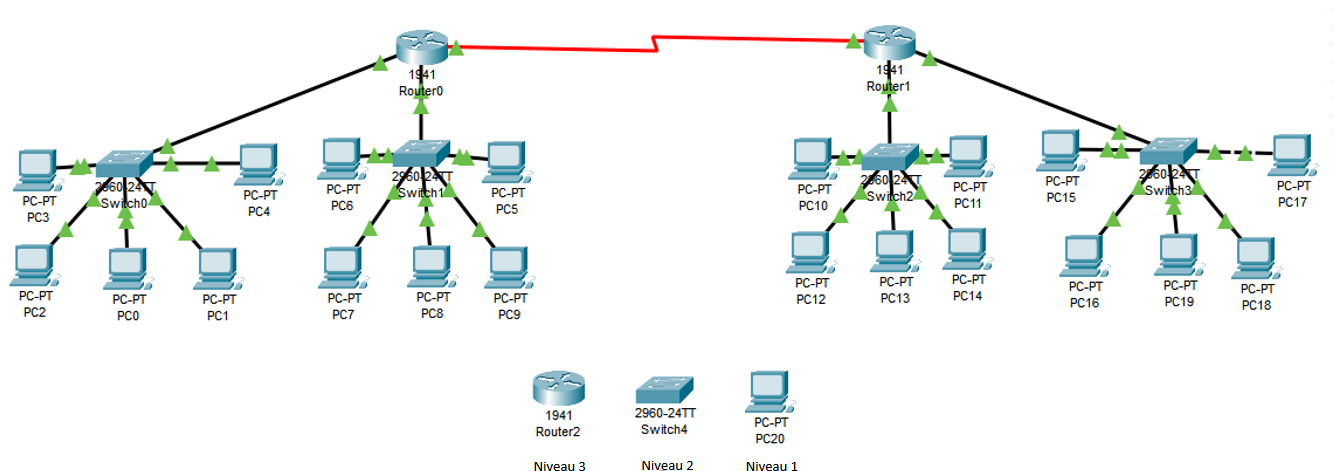 1941
Router0
1941
Router1
PC-PT
PC3
2960-24TT
Switch0
PC-PT
PC4
PC-PT
PC2
PC-PT
PC0
PC-PT
PC1
PC-PT
PC6
2960-24TT
Switch1
PC-PT
PC5
PC-PT
PC7
PC-PT
PC8
PC-PT
PC9
PC-PT
PC10
2960-24TT
Switch2
PC-PT
PC11
PC-PT
PC12
PC-PT
PC13
PC-PT
PC14
PC-PT
PC15
2960-24TT
Switch3
PC-PT
PC17
PC-PT
PC16
PC-PT
PC19
PC-PT
PC18
1941
Router2
Niveau 3
2960-24TT
Switch4
Niveau 2
PC-PT
PC20
Niveau 1